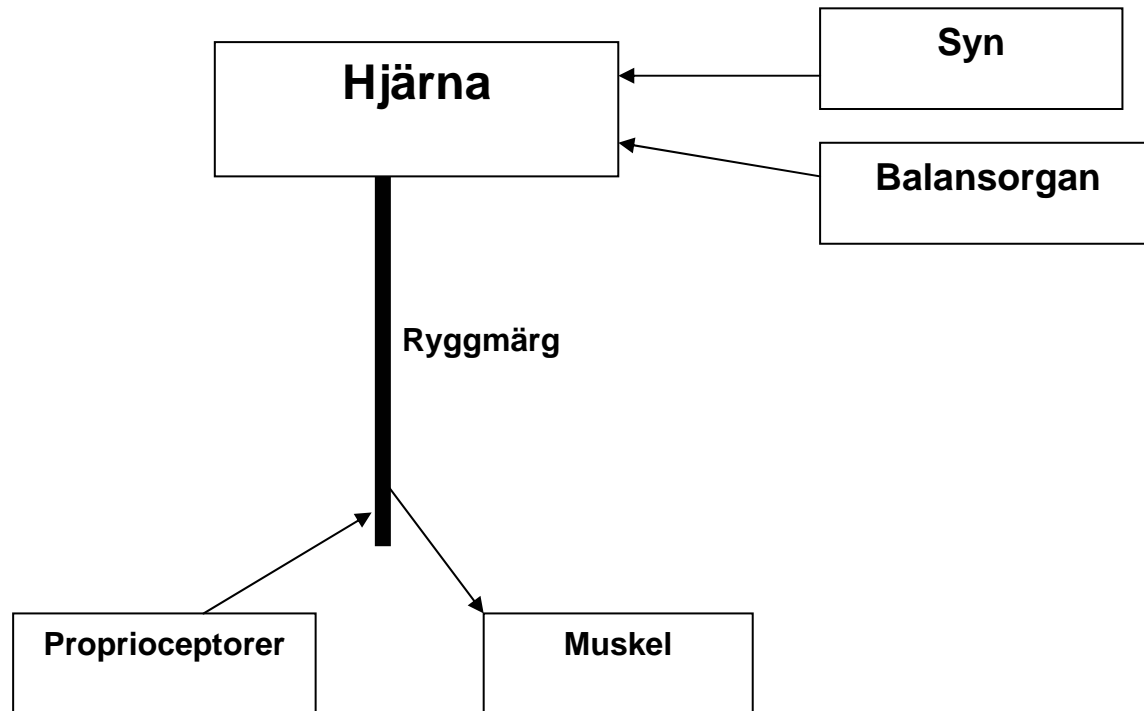 Syn
Hjärna
Balansorgan
Ryggmärg
Proprioceptorer
Muskel